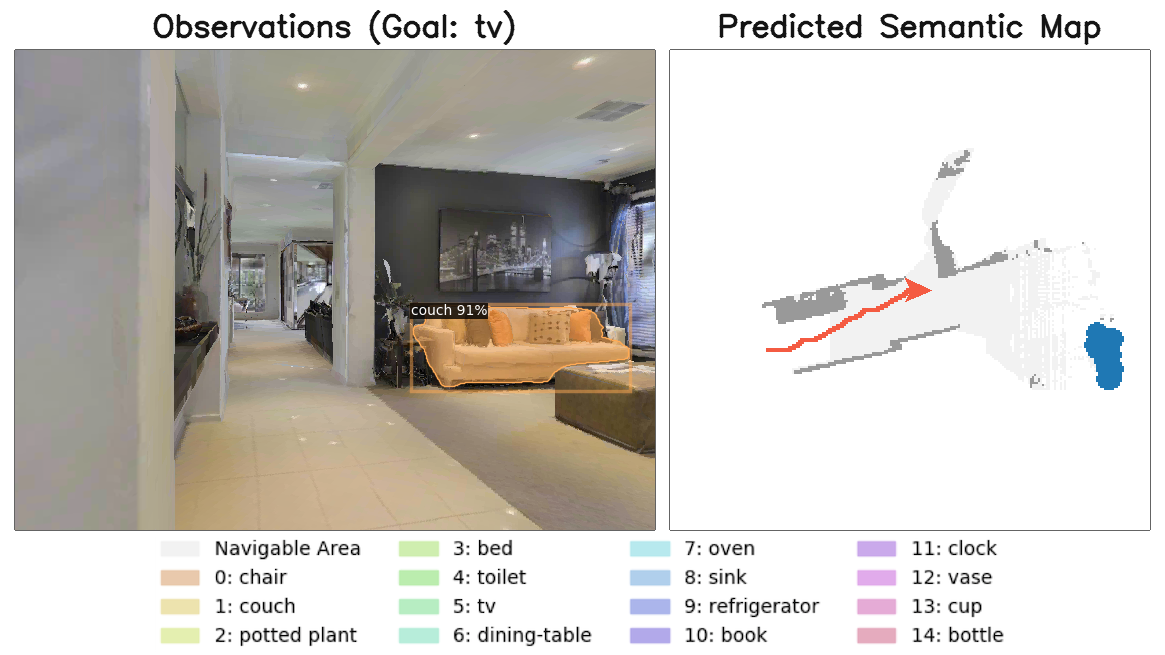 Observations (Goal: tv)
Predicted Semantic Map
couch 91%
Navigable Area
0: chair
1: couch
2: potted plant
3: bed
4: toilet
5: tv
6: dining-table
7: oven
8: sink
9: refrigerator
10: book
11: clock
12: vase
13: cup
14: bottle